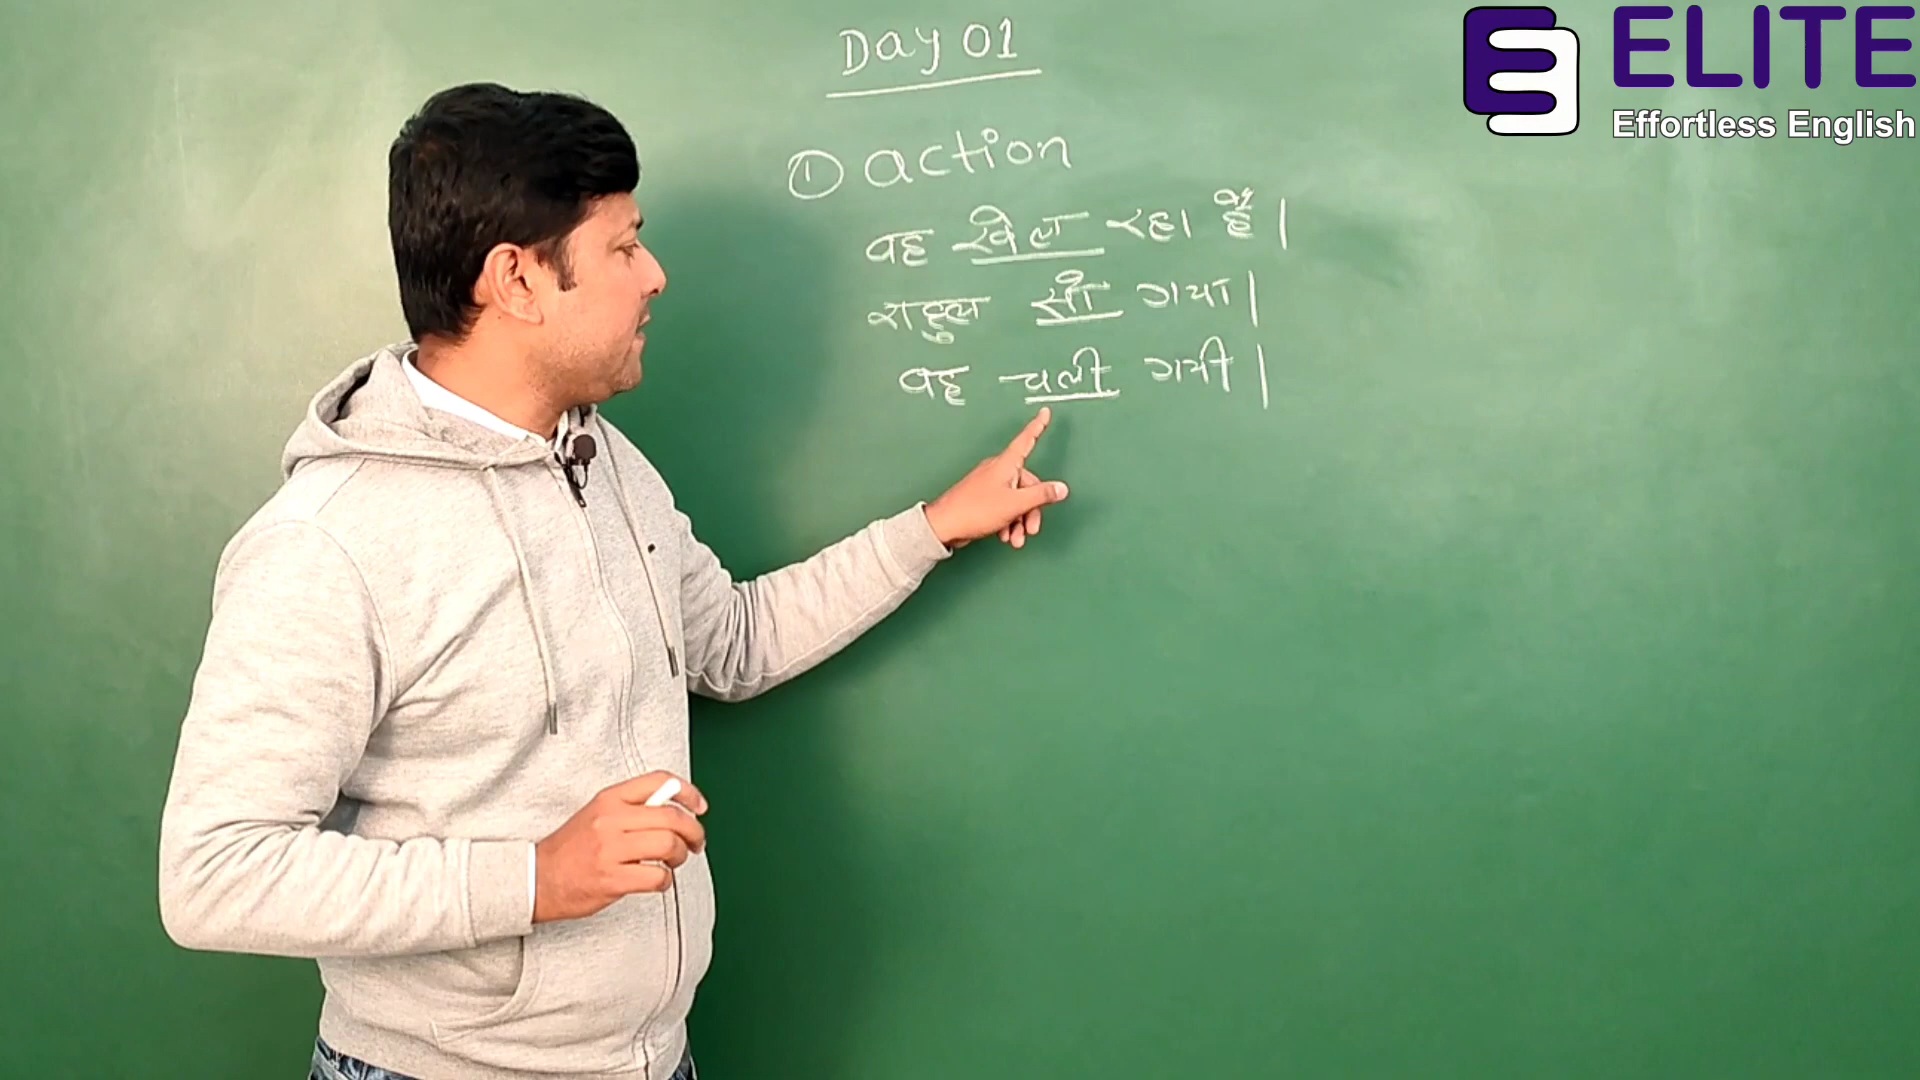 Day 01
① action
वह खेल रहा है।
राहुल सो गया।
वह चली गयी।
ELITE
Effortless English